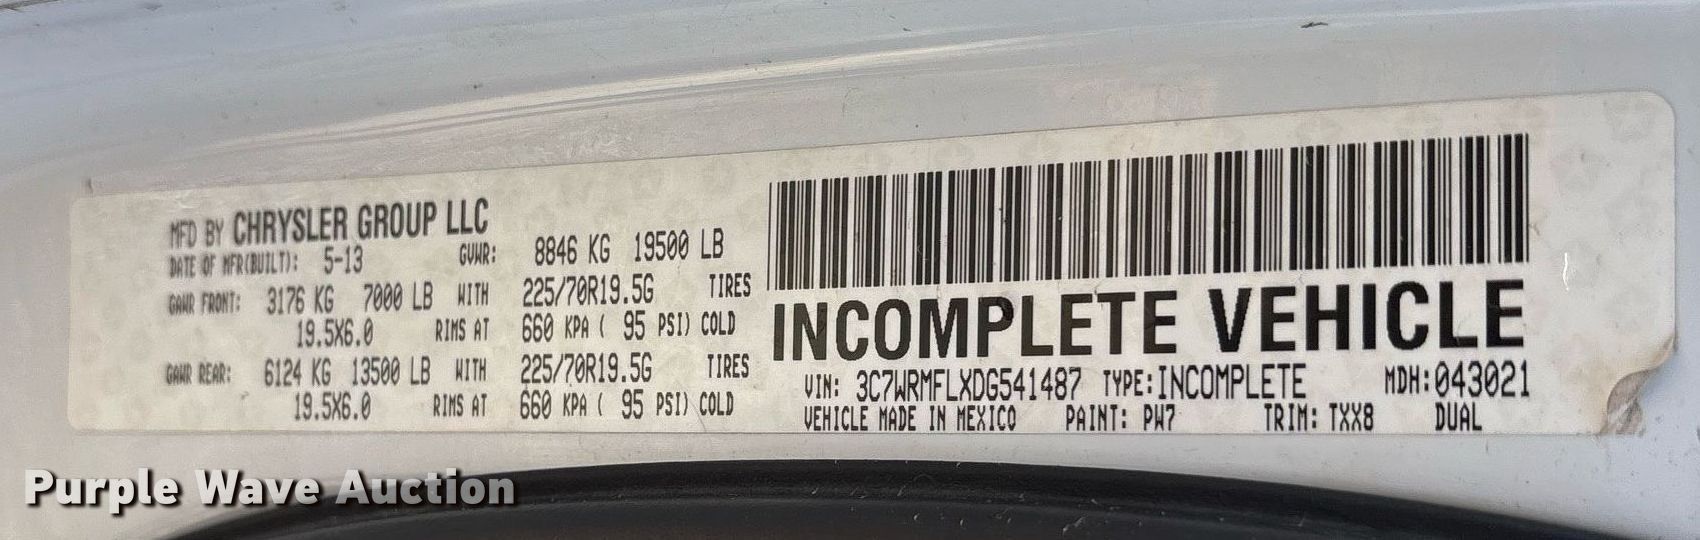 MFD BY CHRYSLER GROUP LLC
DATE OF MFR(BUILT): 5-13 GVWR: 8846 KG 19500 LB
GAWR FRONT: 3176 KG 7000 LB WITH 225/70R19.5G TIRES
19.5X6.0 RIMS AT 660 KPA ( 95 PSI) COLD
GAWR REAR: 6124 KG 13500 LB WITH 225/70R19.5G TIRES
19.5X6.0 RIMS AT 660 KPA ( 95 PSI) COLD
INCOMPLETE VEHICLE
VIN: 3C7WRMFLXDG541487 TYPE:INCOMPLETE MDH:043021
VEHICLE MADE IN MEXICO PAINT: PW7 TRIM: TXX8 DUAL
Purple Wave Auction